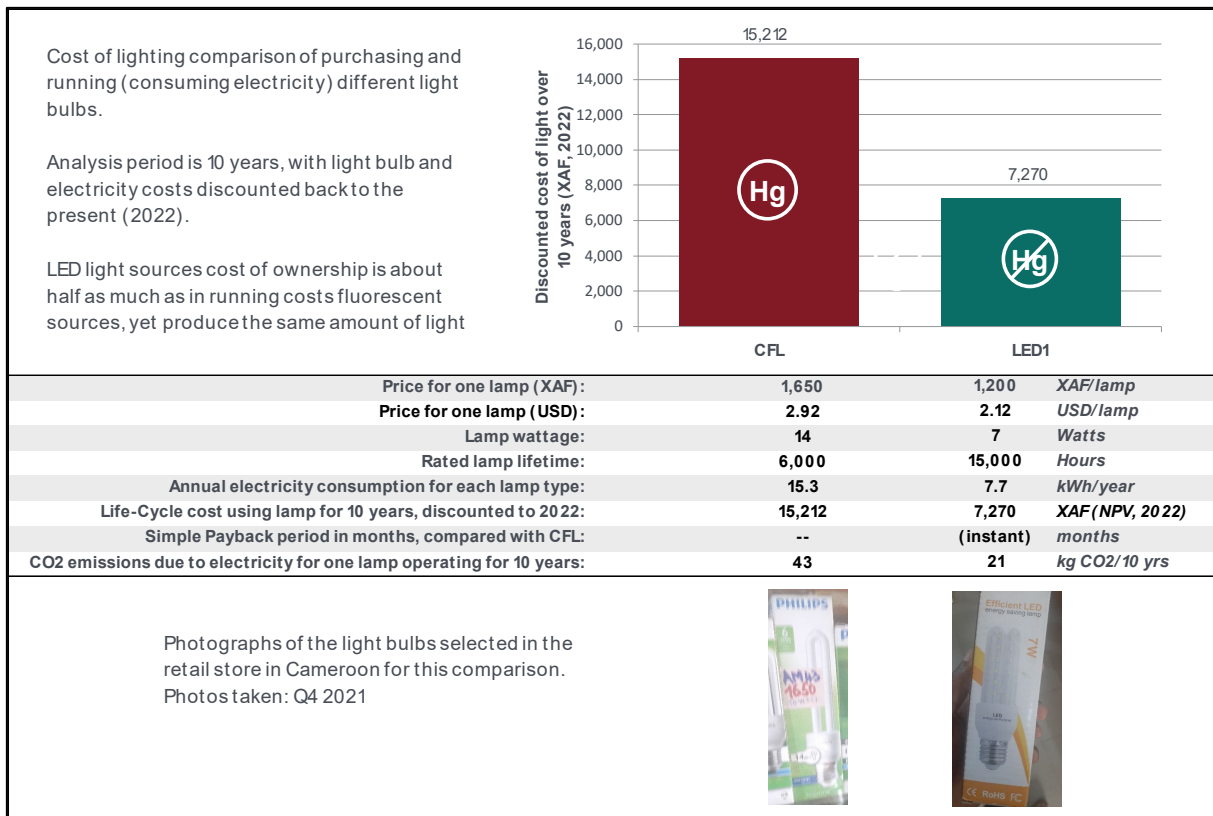 Cost of lighting comparison of purchasing and
running (consuming electricity) different light
bulbs.
Analysis period is 10 years, with light bulb and
electricity costs discounted back to the
present (2022).
LED light sources cost of ownership is about
half as much as in running costs fluorescent
sources, yet produce the same amount of light
Discounted cost of light over
10 years (XAF, 2022)
16,000
14,000
12,000
10,000
8,000
6,000
4,000
2,000
0
15,212
7,270
Hg
Hg
CFL
LED1
Price for one lamp (XAF): 1,650 1,200 XAF/lamp
Price for one lamp (USD): 2.92 2.12 USD/lamp
Lamp wattage: 14 7 Watts
Rated lamp lifetime: 6,000 15,000 Hours
Annual electricity consumption for each lamp type: 15.3 7.7 kWh/year
Life-Cycle cost using lamp for 10 years, discounted to 2022: 15,212 7,270 XAF (NPV, 2022)
Simple Payback period in months, compared with CFL: -- (instant) months
CO2 emissions due to electricity for one lamp operating for 10 years: 43 21 kg CO2/10 yrs
Photographs of the light bulbs selected in the
retail store in Cameroon for this comparison.
Photos taken: Q4 2021
PHILIPS
1650
Efficient LED
energy saving lamp
7W
LED
CE RoHS FC